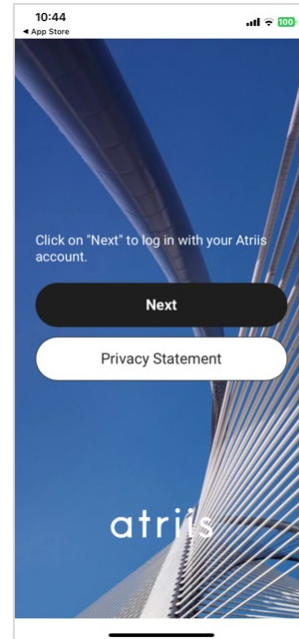 10:44
100
◀ App Store
Click on "Next" to log in with your Atriis
account.
Next
Privacy Statement
atriis